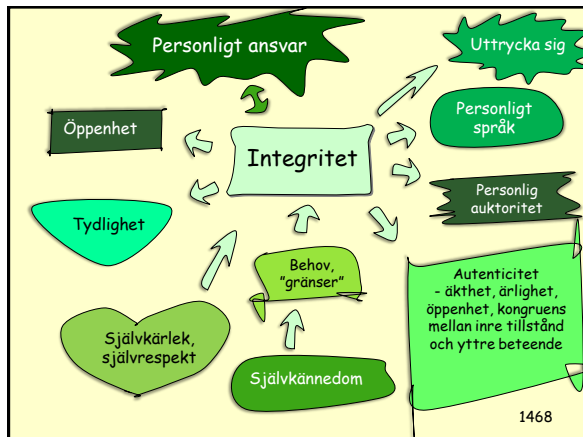 Personligt ansvar
Uttrycka sig
Öppenhet
Personligt
språk
Integritet
Personlig
auktoritet
Tydlighet
Behov,
"gränser"
Autenticitet
- äkthet, ärlighet,
öppenhet, kongruens
mellan inre tillstånd
och yttre beteende
Självkärlek,
självrespekt
Självkännedom
1468